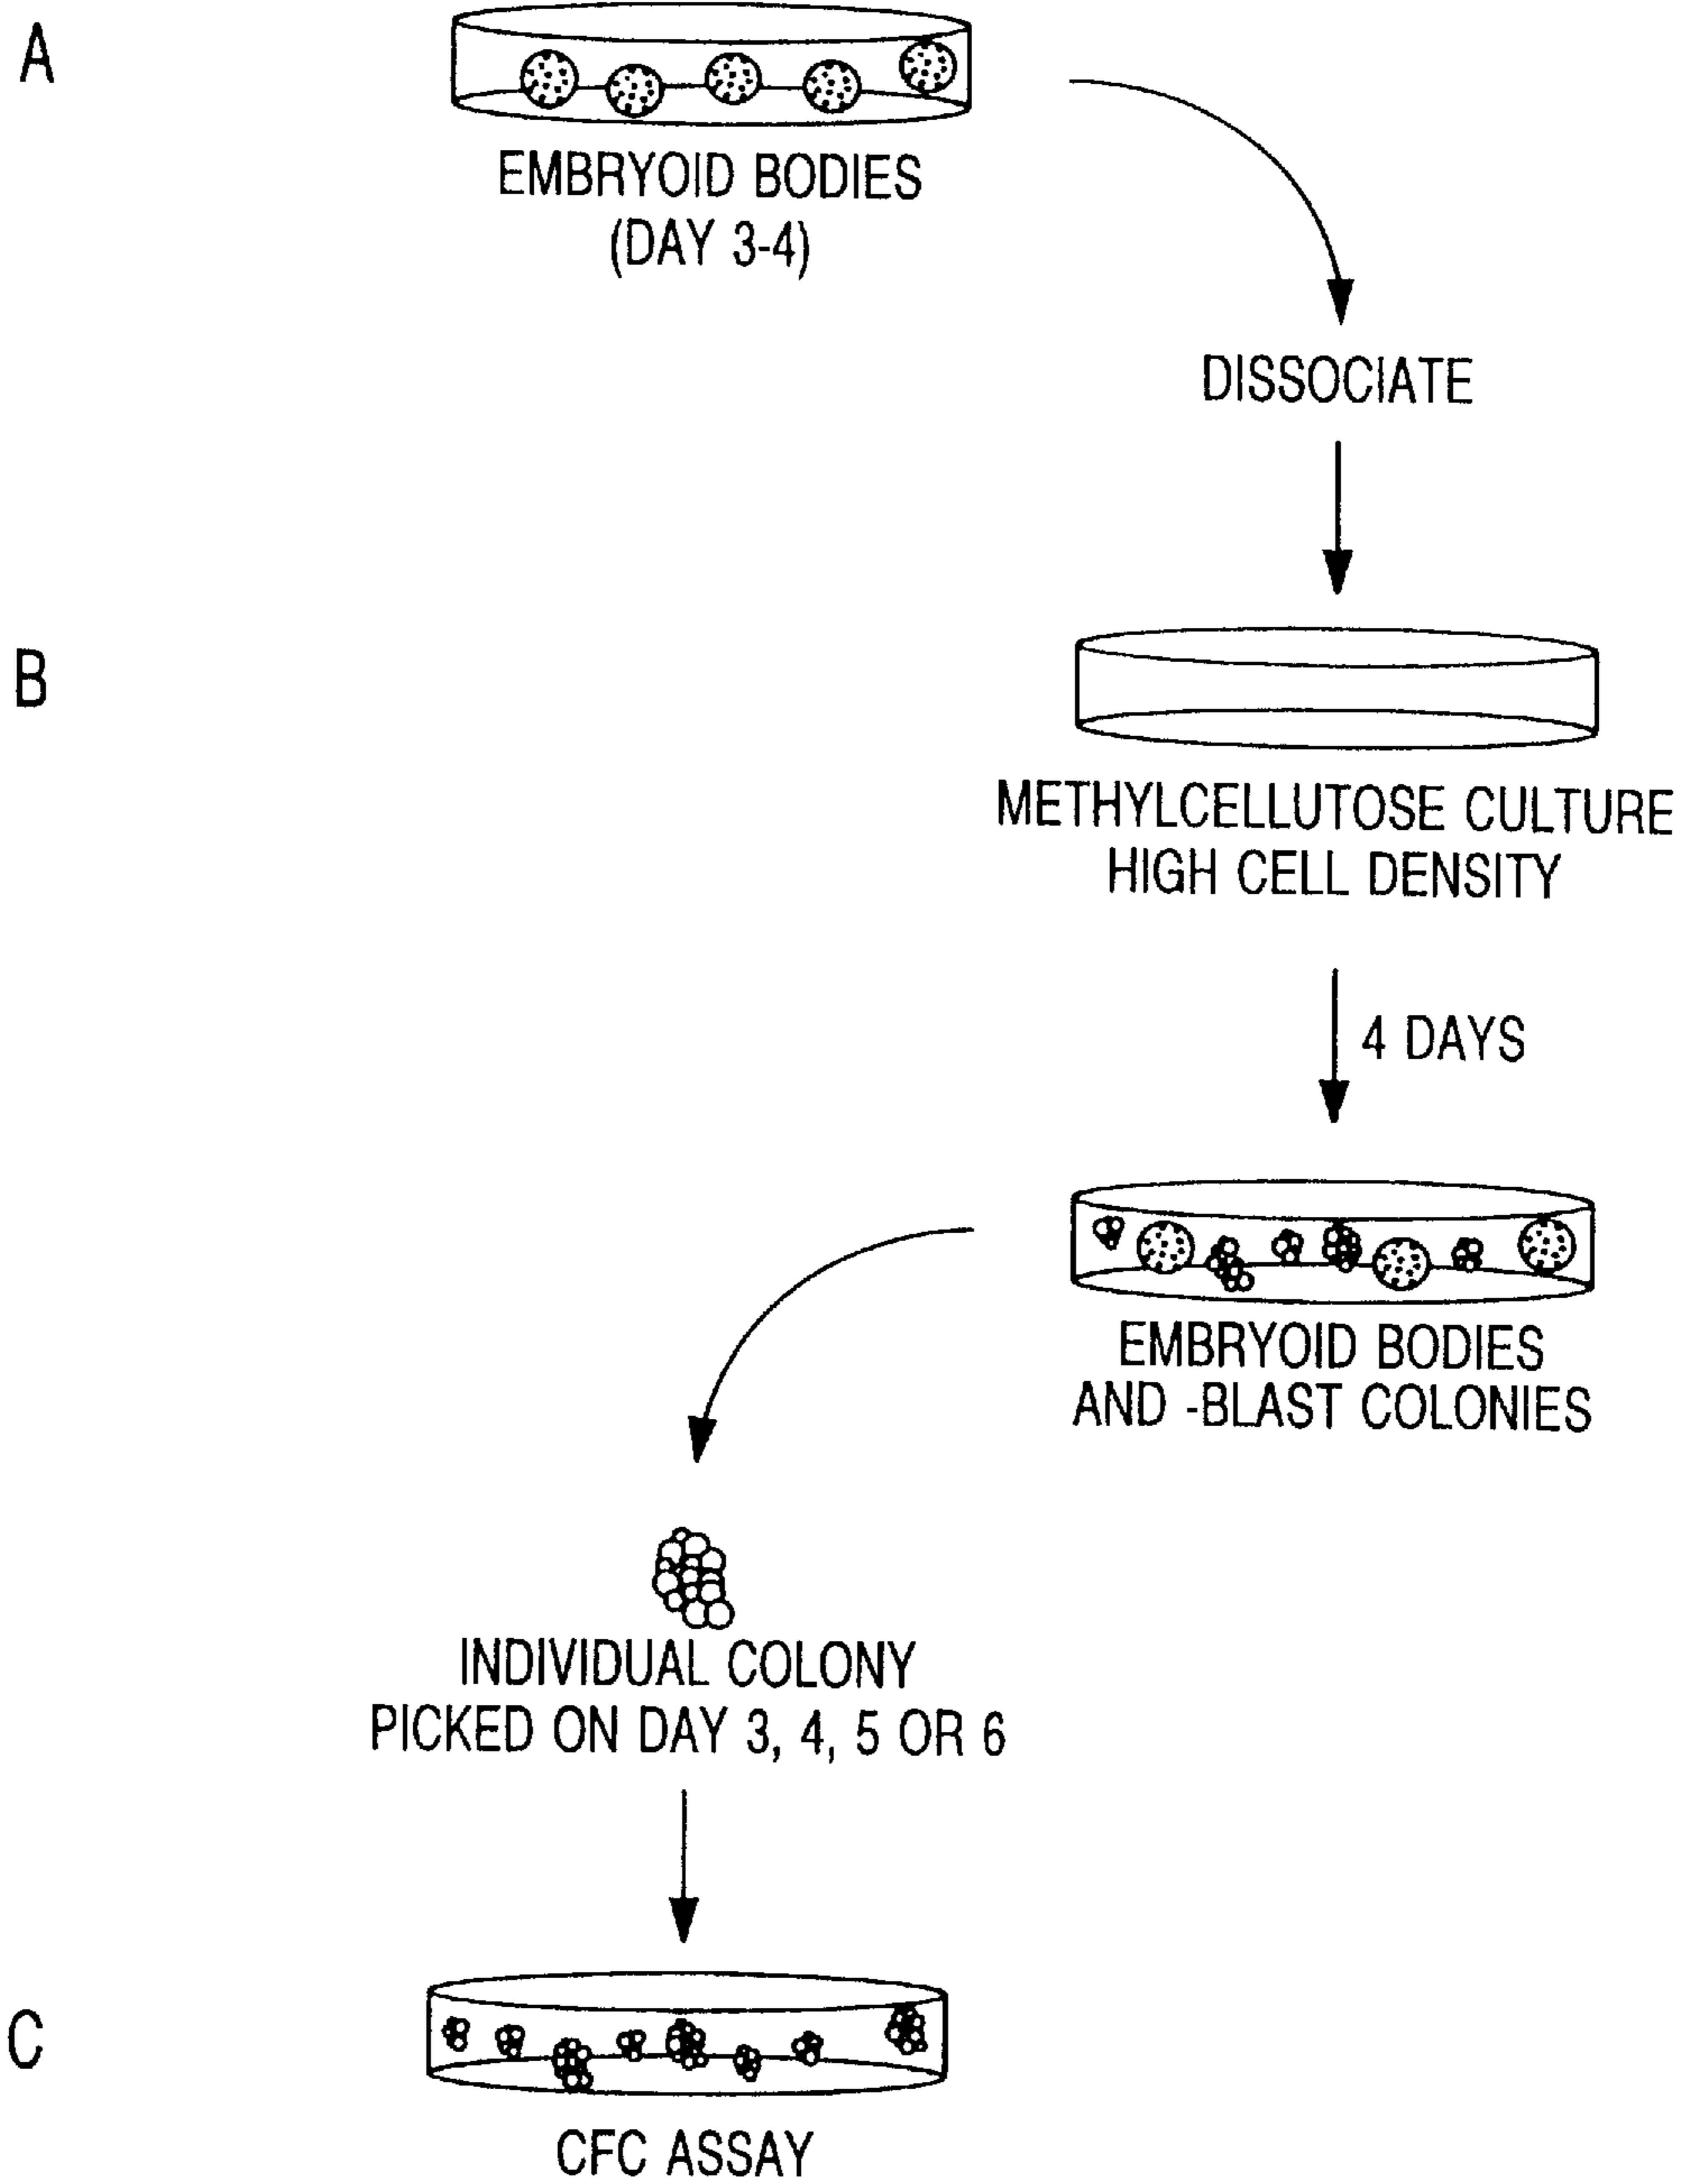 A
EMBRYOID BODIES
(DAY 3-4)
DISSOCIATE
B
METHYLCELLUTOSE CULTURE
HIGH CELL DENSITY
4 DAYS
EMBRYOID BODIES
AND -BLAST COLONIES
INDIVIDUAL COLONY
PICKED ON DAY 3, 4, 5 OR 6
C
CFC ASSAY